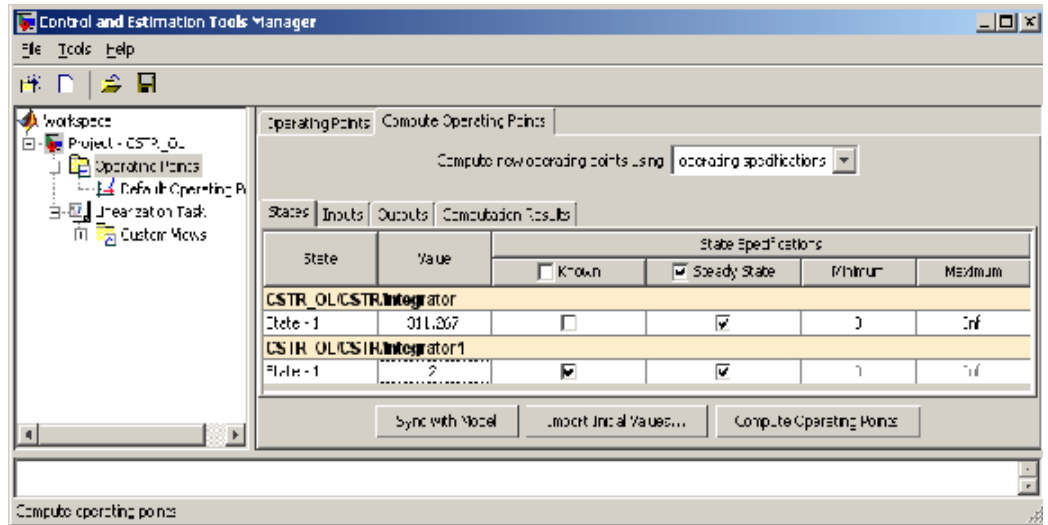 Control and Estimation Tools Manager
File Tools Help
Workspace
Project - CSTR_OL
Operating Points
Default Operating P
Linearization Task
Custom Views
Operating Points Compute Operating Points
Compute new operating points using operating specifications
States Inputs Outputs Computation Results
State Value State Specifications
Known Steady State Minimum Maximum
CSTR_OL/CSTR/Integrator
State - 1 311.267 0 Inf
CSTR_OL/CSTR/Integrator1
State - 1 2 0 Inf
Sync with Model Import Initial Values... Compute Operating Points
Compute operating points